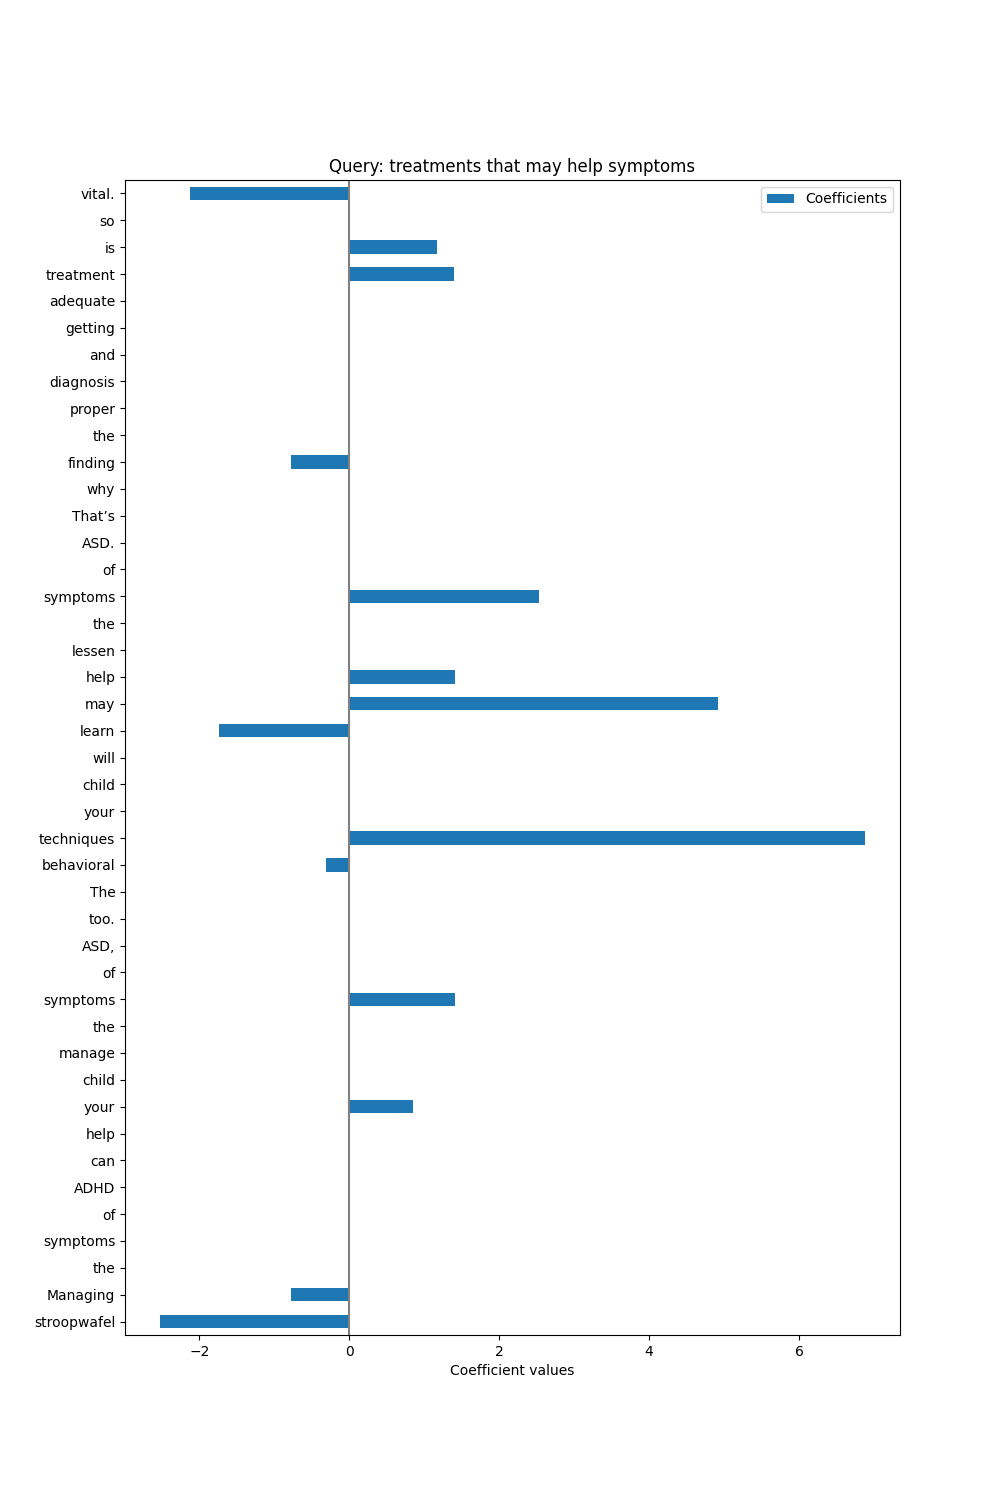 Query: treatments that may help symptoms
Coefficients
vital.
so
is
treatment
adequate
getting
and
diagnosis
proper
the
finding
why
That’s
ASD.
of
symptoms
the
lessen
help
may
learn
will
child
your
techniques
behavioral
The
too.
ASD,
of
symptoms
the
manage
child
your
help
can
ADHD
of
symptoms
the
Managing
stroopwafel
−2 0 2 4 6
Coefficient values